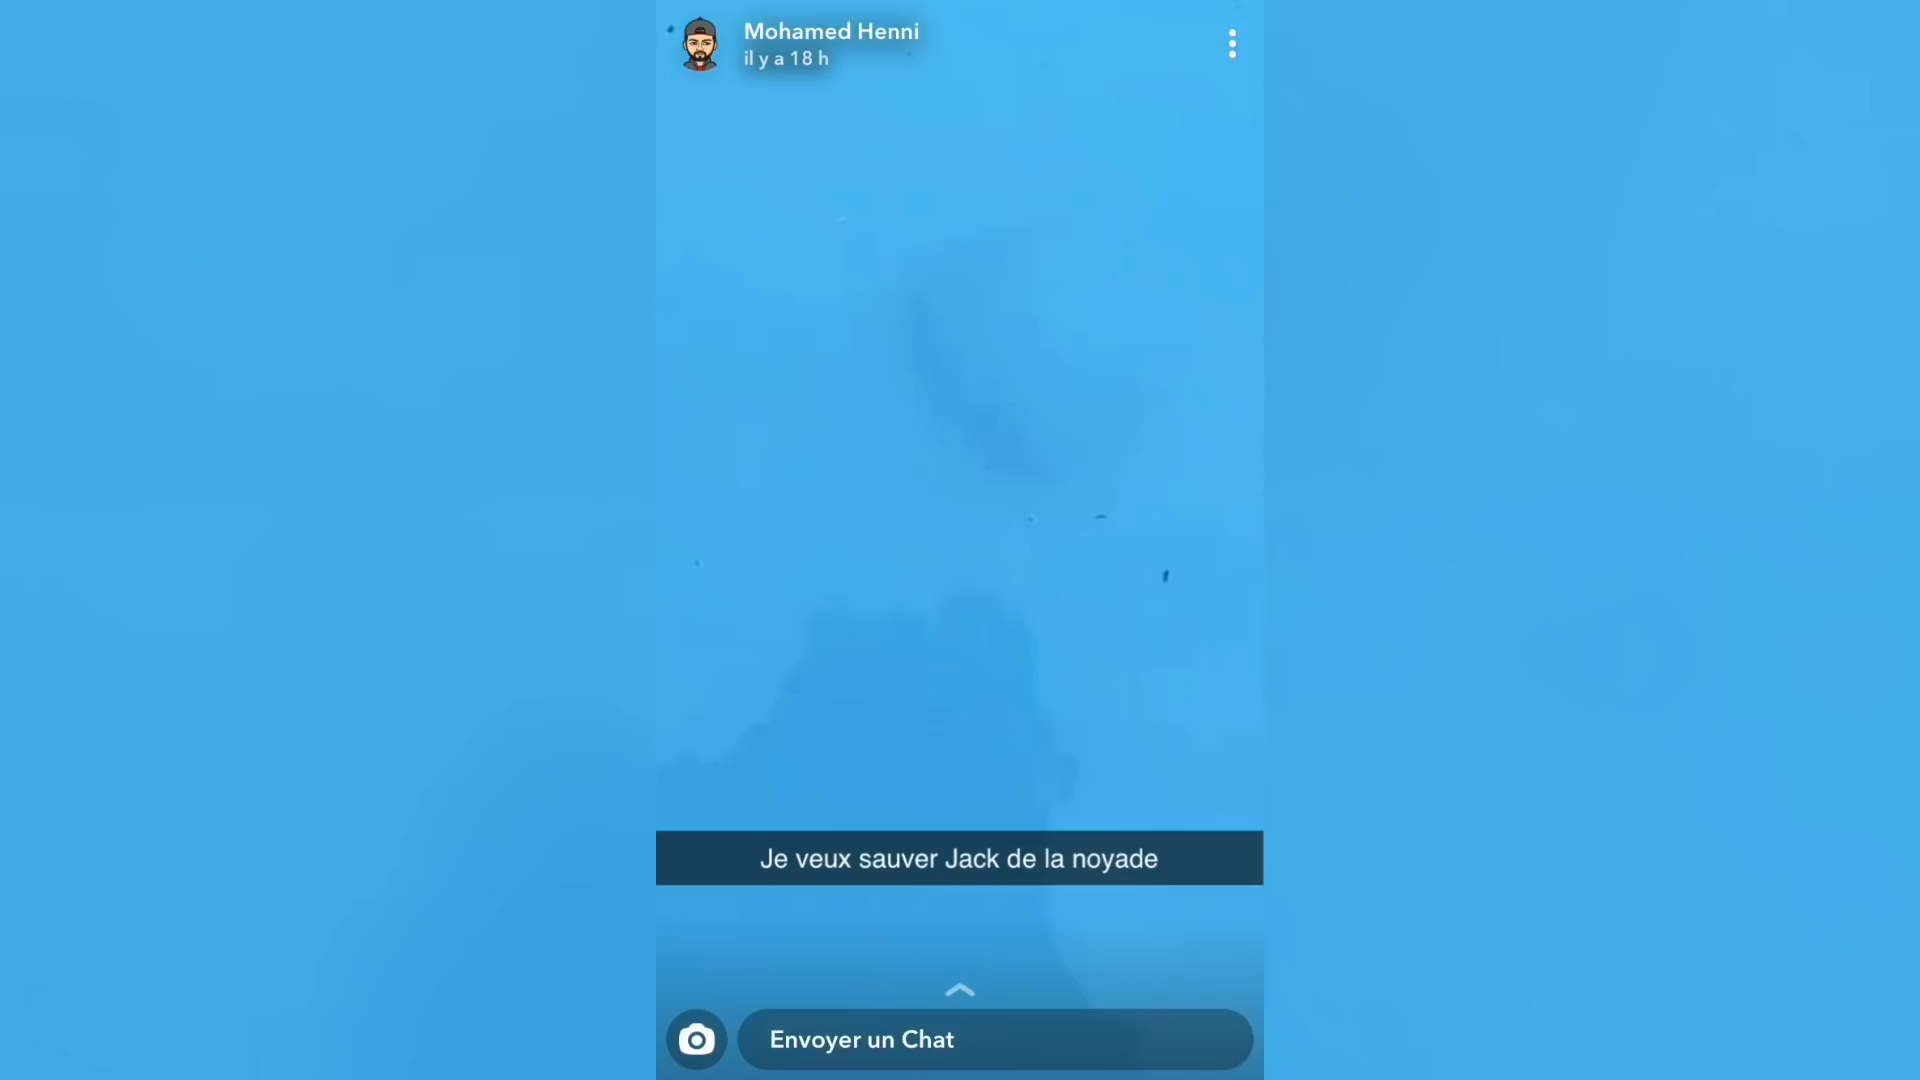 Mohamed Henni
il y a 18 h
Je veux sauver Jack de la noyade
Envoyer un Chat